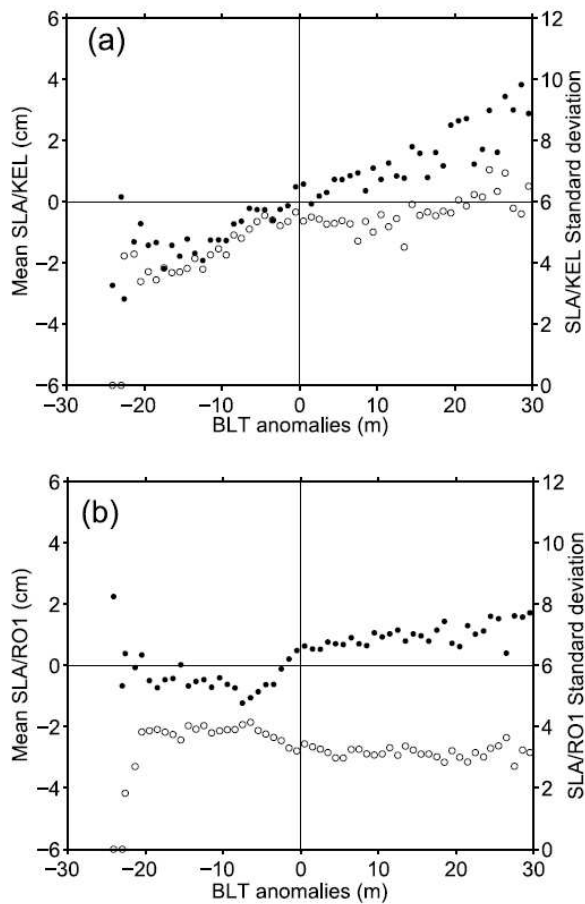 (a)
Mean SLA/KEL (cm)
6
4
2
0
−2
−4
−6
12
10
8
6
4
2
0
SLA/KEL Standard deviation
−30 −20 −10 0 10 20 30
BLT anomalies (m)
(b)
Mean SLA/RO1 (cm)
6
4
2
0
−2
−4
−6
12
10
8
6
4
2
0
SLA/RO1 Standard deviation
−30 −20 −10 0 10 20 30
BLT anomalies (m)